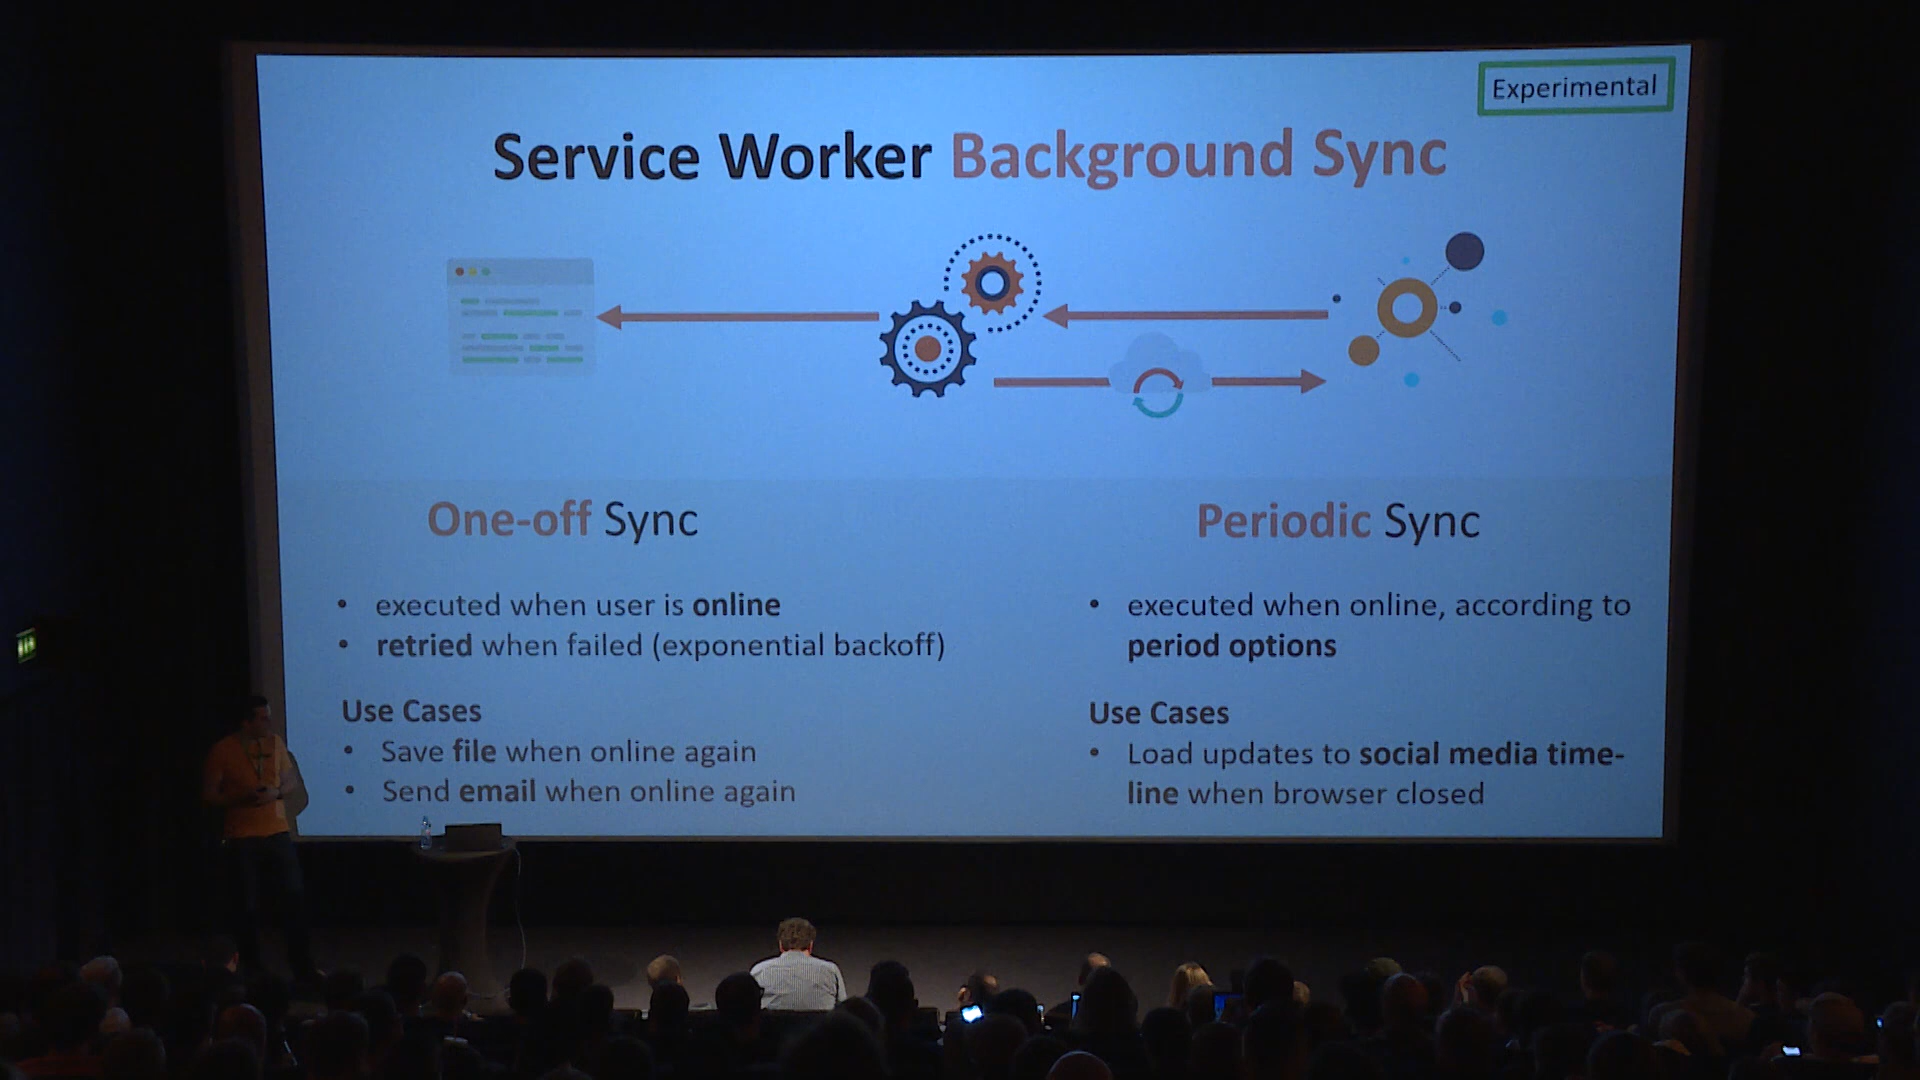 Experimental
Service Worker Background Sync
One-off Sync
• executed when user is online
• retried when failed (exponential backoff)
Use Cases
• Save file when online again
• Send email when online again
Periodic Sync
• executed when online, according to
period options
Use Cases
• Load updates to social media time-
line when browser closed